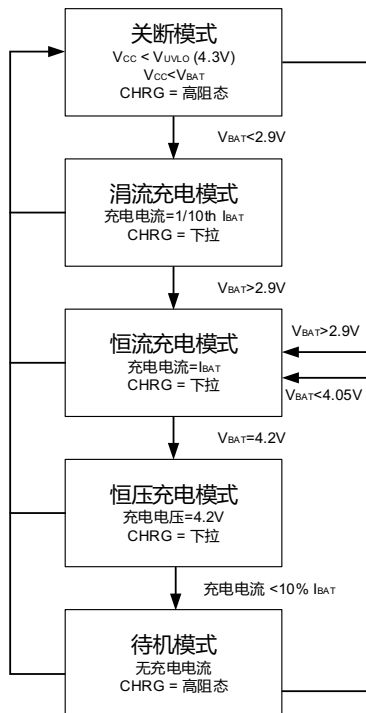 关断模式
VCC < VUVLO (4.3V)
VCC<VBAT
CHRG = 高阻态
VBAT<2.9V
涓流充电模式
充电电流=1/10th IBAT
CHRG = 下拉
VBAT>2.9V
恒流充电模式
充电电流=IBAT
CHRG = 下拉
VBAT>2.9V
VBAT<4.05V
VBAT=4.2V
恒压充电模式
充电电压=4.2V
CHRG = 下拉
充电电流 <10% IBAT
待机模式
无充电电流
CHRG = 高阻态